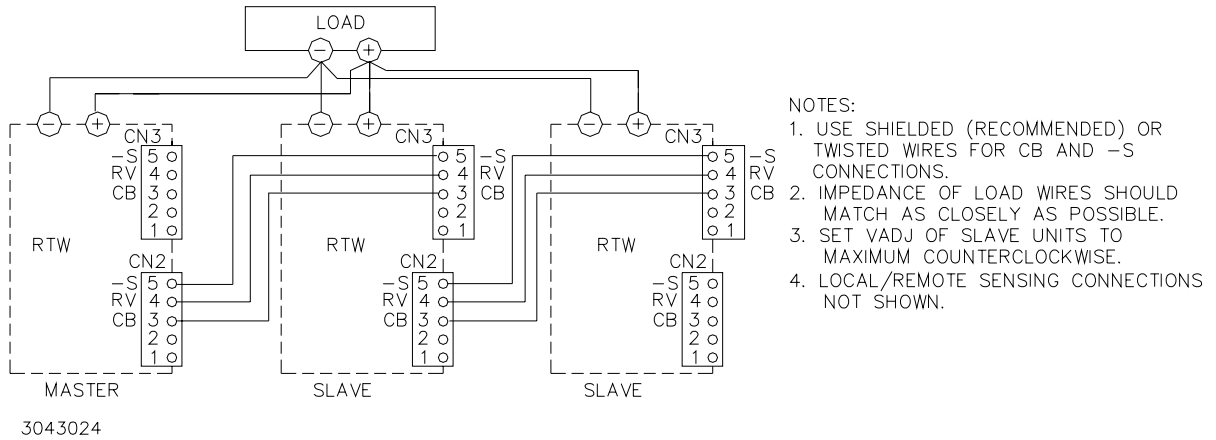 LOAD
− +
− + − + − +
NOTES:
1. USE SHIELDED (RECOMMENDED) OR
TWISTED WIRES FOR CB AND −S
CONNECTIONS.
2. IMPEDANCE OF LOAD WIRES SHOULD
MATCH AS CLOSELY AS POSSIBLE.
3. SET VADJ OF SLAVE UNITS TO
MAXIMUM COUNTERCLOCKWISE.
4. LOCAL/REMOTE SENSING CONNECTIONS
NOT SHOWN.
CN3
−S 5
RV 4
CB 3
2
1
RTW
CN2
−S 5
RV 4
CB 3
2
1
MASTER
CN3
5 −S
4 RV
3 CB
2
1
RTW
CN2
−S 5
RV 4
CB 3
2
1
SLAVE
CN3
5 −S
4 RV
3 CB
2
1
RTW
CN2
−S 5
RV 4
CB 3
2
1
SLAVE
3043024